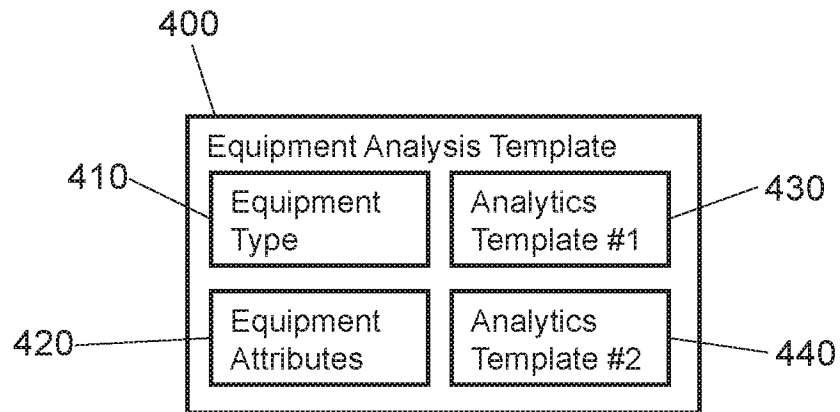 400
Equipment Analysis Template
410
Equipment
Type
Analytics
Template #1
430
420
Equipment
Attributes
Analytics
Template #2
440